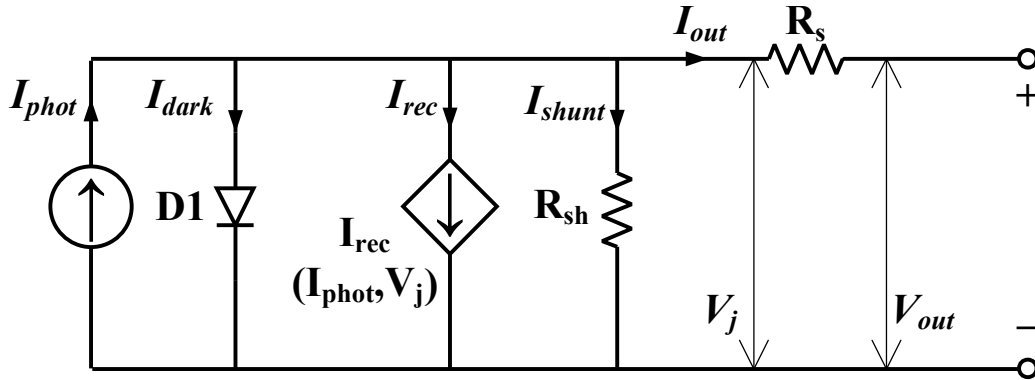 I_out
R_s
I_phot
I_dark
I_rec
I_shunt
+
D1
R_sh
I_rec
(I_phot,V_j)
V_j
V_out
−